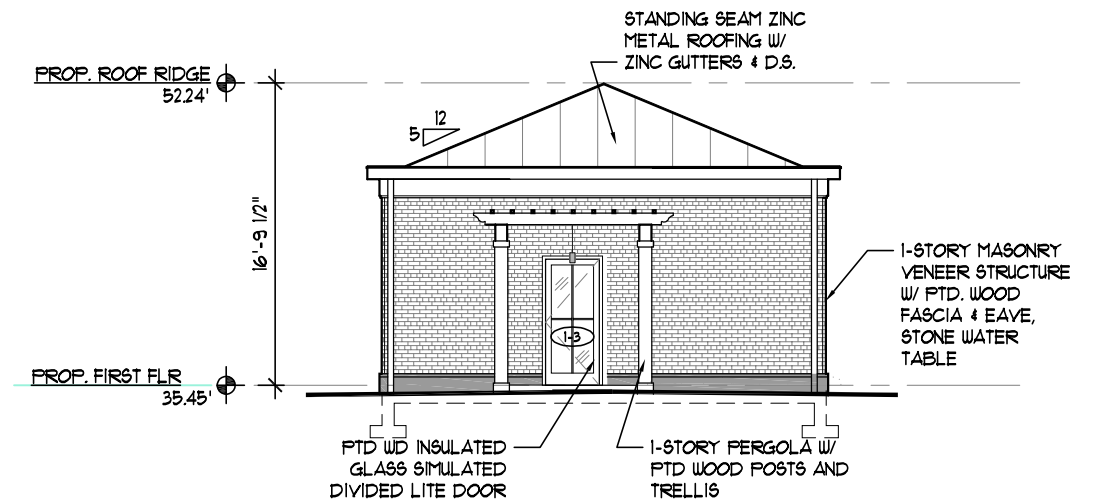 STANDING SEAM ZINC
METAL ROOFING W/
ZINC GUTTERS & D.S.
PROP. ROOF RIDGE
52.24'
12
5
16'-9 1/2"
1-STORY MASONRY
VENEER STRUCTURE
W/ PTD. WOOD
FASCIA & EAVE,
STONE WATER
TABLE
1-3
PROP. FIRST FLR
35.45'
PTD WD INSULATED
GLASS SIMULATED
DIVIDED LITE DOOR
1-STORY PERGOLA W/
PTD WOOD POSTS AND
TRELLIS